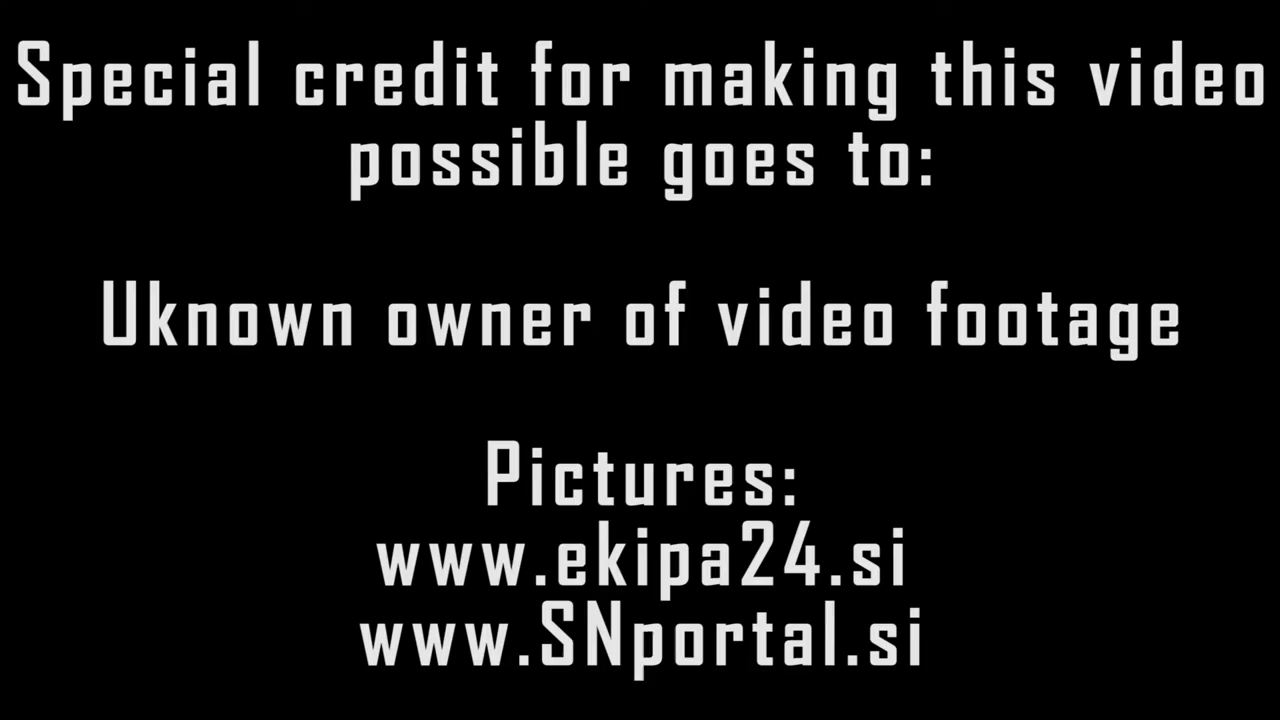 Special credit for making this video
possible goes to:
Uknown owner of video footage
Pictures:
www.ekipa24.si
www.SNportal.si